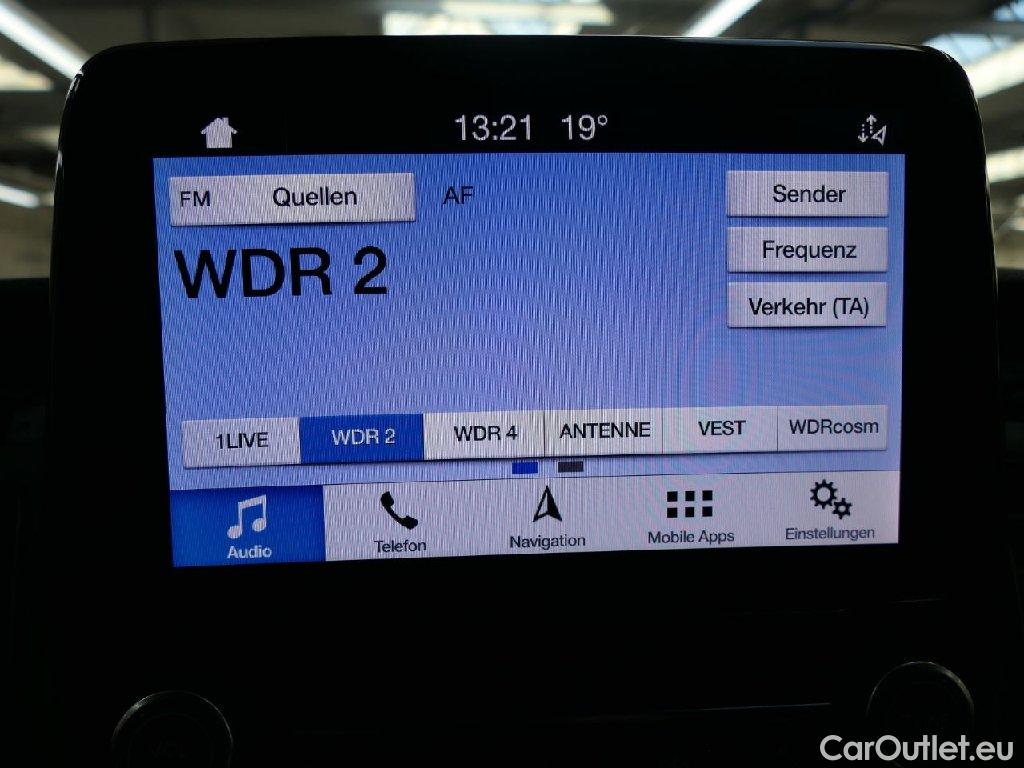 13:21 19°
FM Quellen AF
Sender
WDR 2
Frequenz
Verkehr (TA)
1LIVE WDR 2 WDR 4 ANTENNE VEST WDRcosm
Audio Telefon Navigation Mobile Apps Einstellungen
VOL
CarOutlet.eu